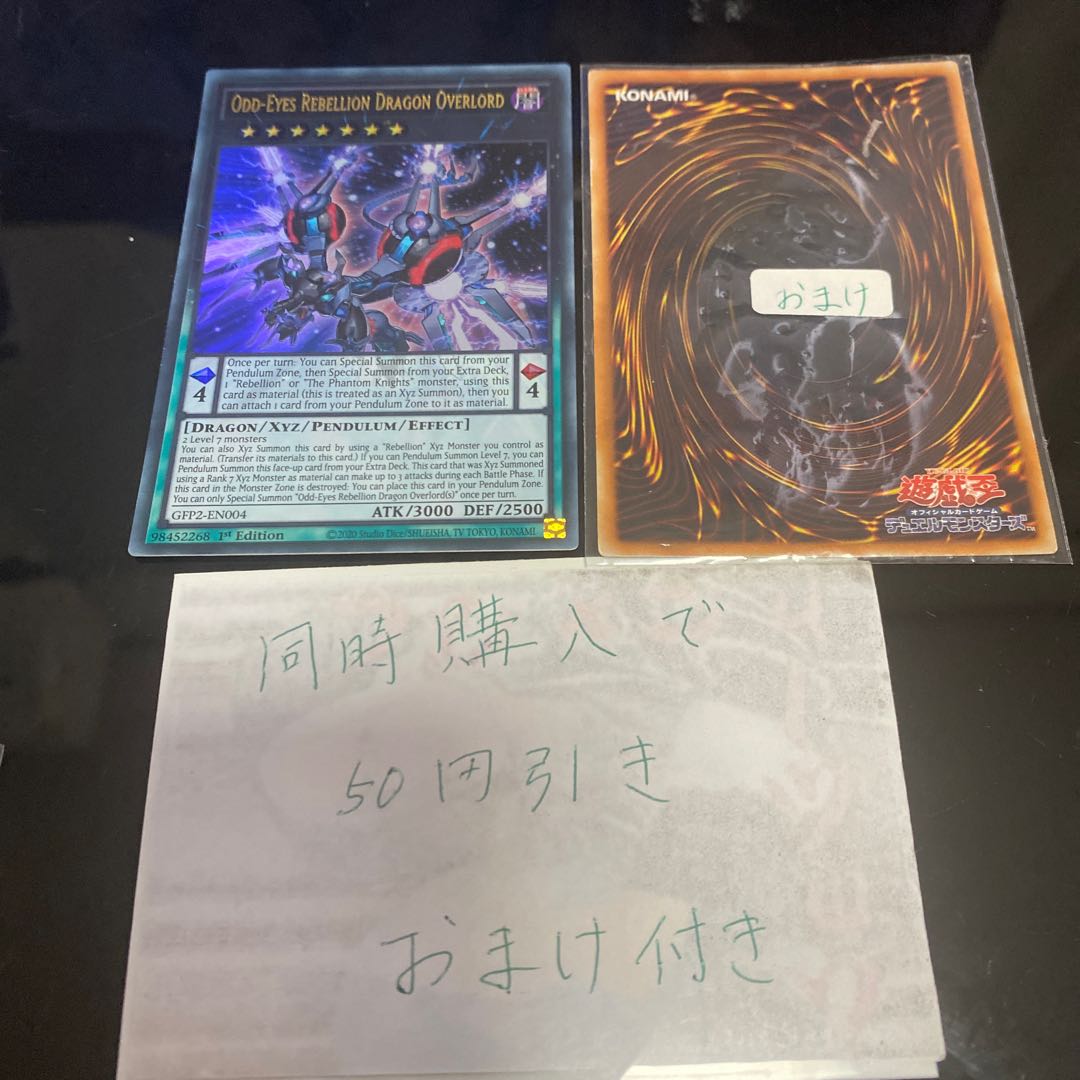 ODD-EYES REBELLION DRAGON OVERLORD
Once per turn: You can Special Summon this card from your
Pendulum Zone, then Special Summon from your Extra Deck,
1 "Rebellion" or "The Phantom Knights" monster, using this
card as material (this is treated as an Xyz Summon), then you
can attach 1 card from your Pendulum Zone to it as material.
4
4
[DRAGON/XYZ/PENDULUM/EFFECT]
2 Level 7 monsters
You can also Xyz Summon this card by using a "Rebellion" Xyz Monster you control as
material. (Transfer its materials to this card.) If you can Pendulum Summon Level 7, you can
Pendulum Summon this face-up card from your Extra Deck. This card that was Xyz Summoned
using a Rank 7 Xyz Monster as material can make up to 3 attacks during each Battle Phase. If
this card in the Monster Zone is destroyed: You can place this card in your Pendulum Zone.
You can only Special Summon "Odd-Eyes Rebellion Dragon Overlord(s)" once per turn.
GFP2-EN004 ATK/3000 DEF/2500
98452268 1st Edition ©2020 Studio Dice/SHUEISHA, TV TOKYO, KONAMI
KONAMI
おまけ
遊戯王
オフィシャルカードゲーム
デュエルモンスターズ™
同時購入で
50円引き
おまけ付き